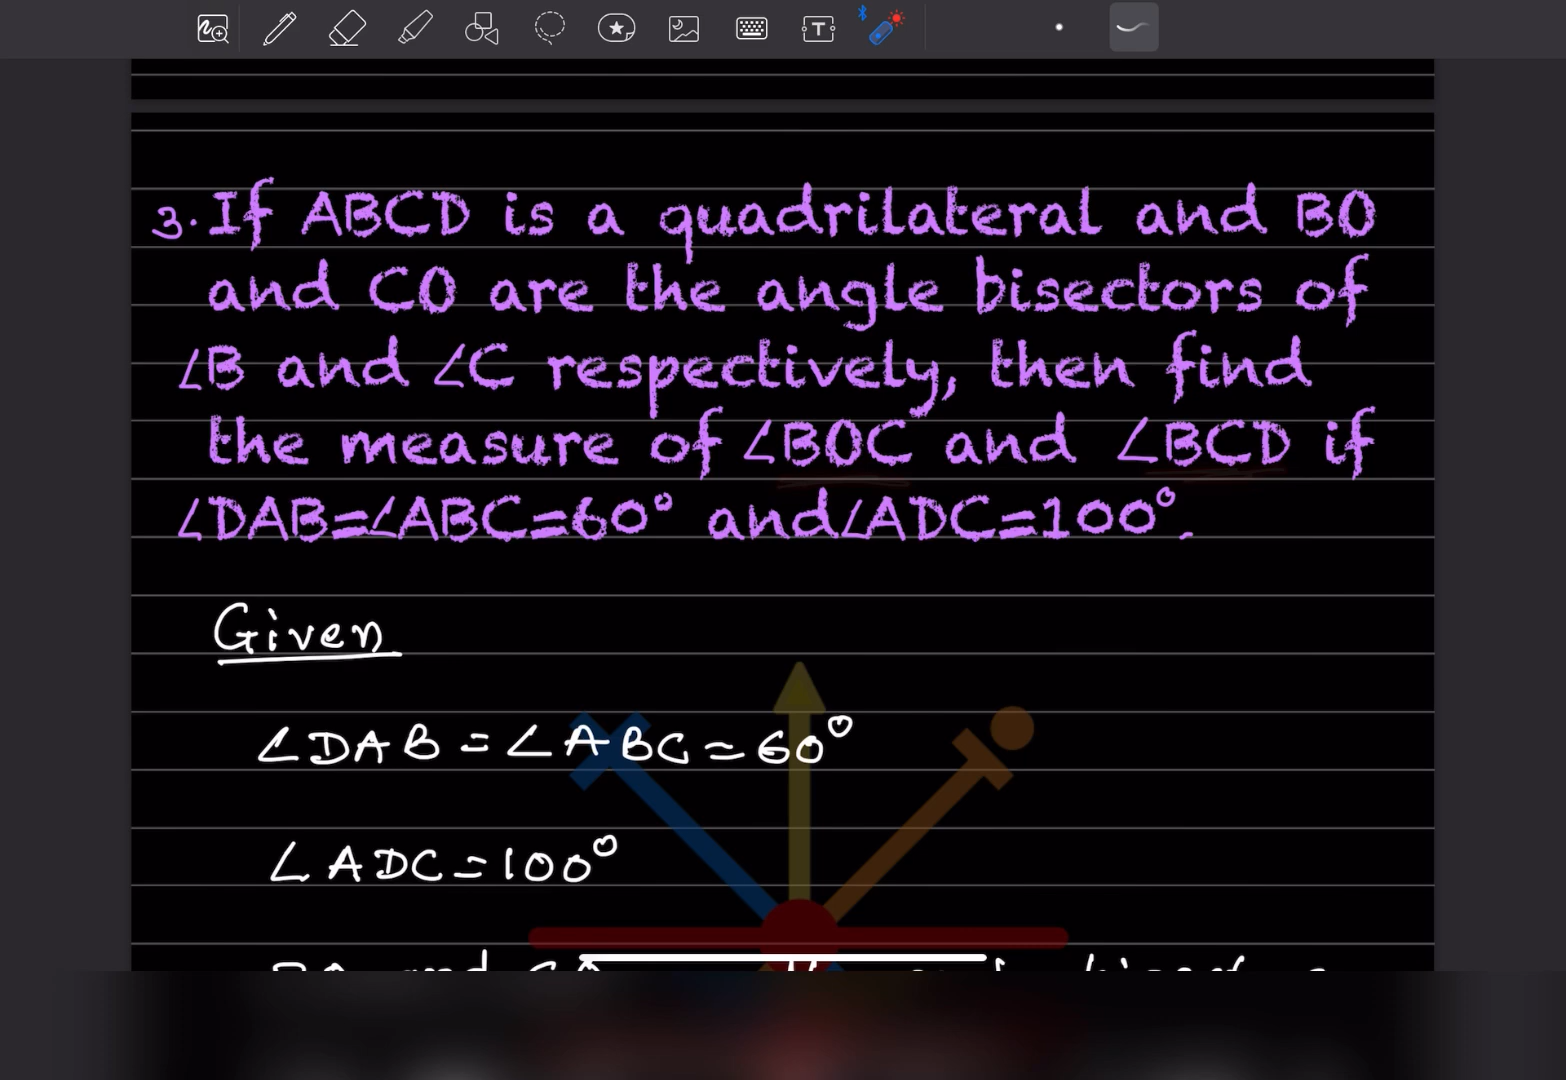 3. If ABCD is a quadrilateral and BO
and CO are the angle bisectors of
∠B and ∠C respectively, then find
the measure of ∠BOC and ∠BCD if
∠DAB=∠ABC=60° and∠ADC=100°.
Given
∠DAB = ∠ABC = 60°
∠ADC = 100°